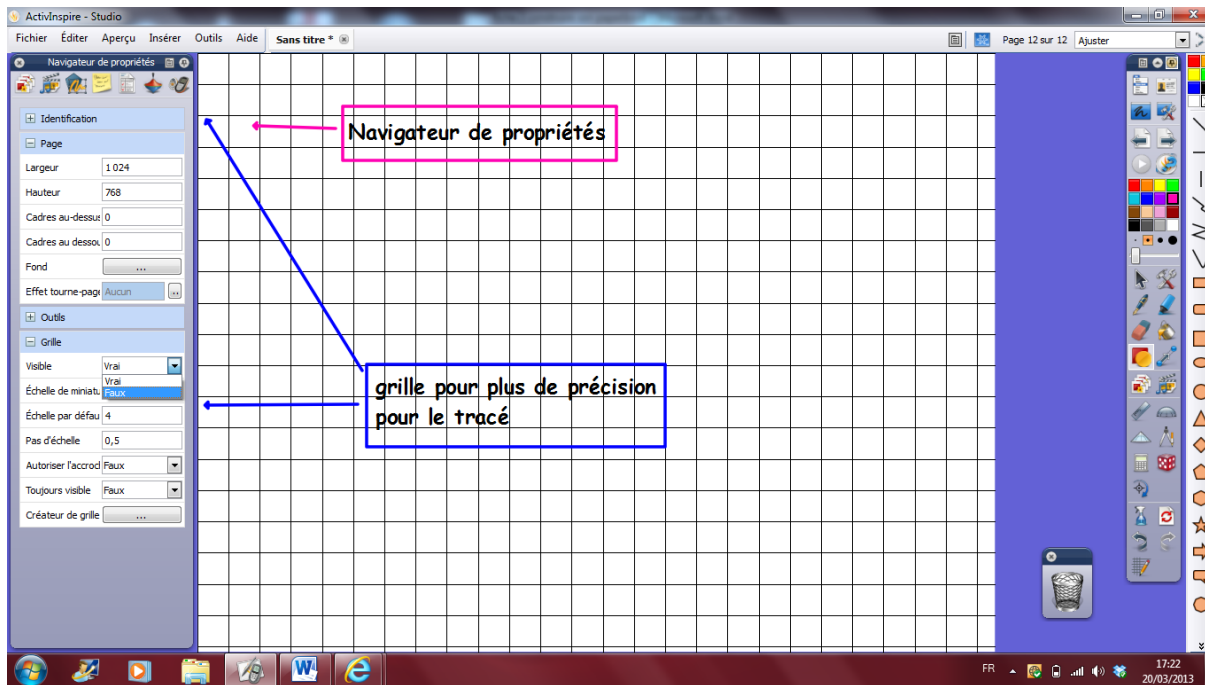 ActivInspire - Studio
Fichier Éditer Aperçu Insérer Outils Aide Sans titre * Page 12 sur 12 Ajuster
Navigateur de propriétés
Identification
Page
Largeur 1 024
Hauteur 768
Cadres au-dessus 0
Cadres au dessou 0
Fond ...
Effet tourne-page Aucun ...
Outils
Grille
Visible Vrai
Vrai
Faux
Échelle de miniatu
Échelle par défau 4
Pas d'échelle 0,5
Autoriser l'accroch Faux
Toujours visible Faux
Créateur de grille ...
Navigateur de propriétés
grille pour plus de précision
pour le tracé
FR 17:22
20/03/2013